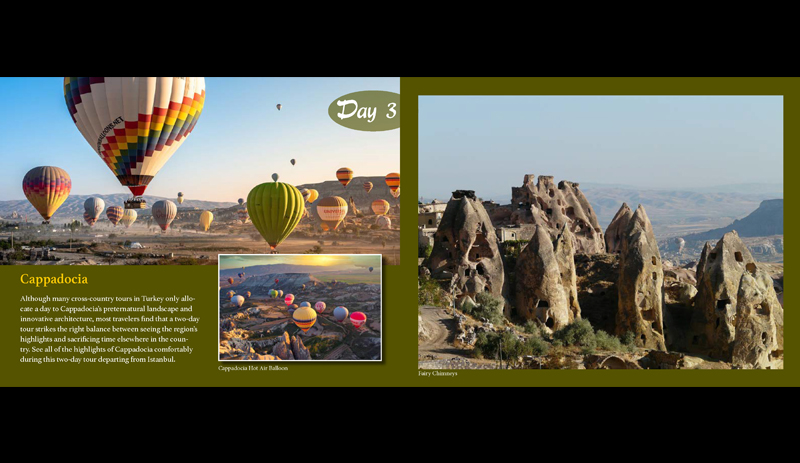 Day 3
Cappadocia
Although many cross-country tours in Turkey only allo-
cate a day to Cappadocia's preternatural landscape and
innovative architecture, most travelers find that a two-day
tour strikes the right balance between seeing the region's
highlights and sacrificing time elsewhere in the coun-
try. See all of the highlights of Cappadocia comfortably
during this two-day tour departing from Istanbul.
Cappadocia Hot Air Balloon
Fairy Chimneys